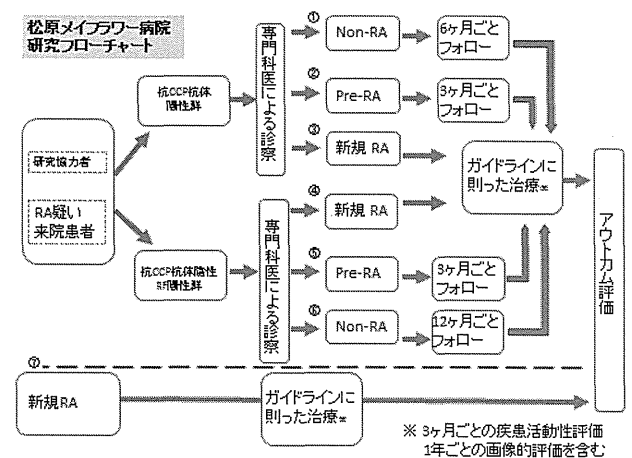 松原メイフラワー病院
研究フローチャート
研究協力者
RA疑い
来院患者
抗CCP抗体
陽性群
抗CCP抗体陰性
RF陽性群
専門科医による診察
専門科医による診察
①
Non-RA
6ヶ月ごと
フォロー
②
Pre-RA
3ヶ月ごと
フォロー
③
新規 RA
④
新規 RA
⑤
Pre-RA
3ヶ月ごと
フォロー
⑥
Non-RA
12ヶ月ごと
フォロー
ガイドラインに
則った治療※
アウトカム評価
⑦
新規RA
ガイドラインに
則った治療※
※ 3ヶ月ごとの疾患活動性評価
1年ごとの画像的評価を含む